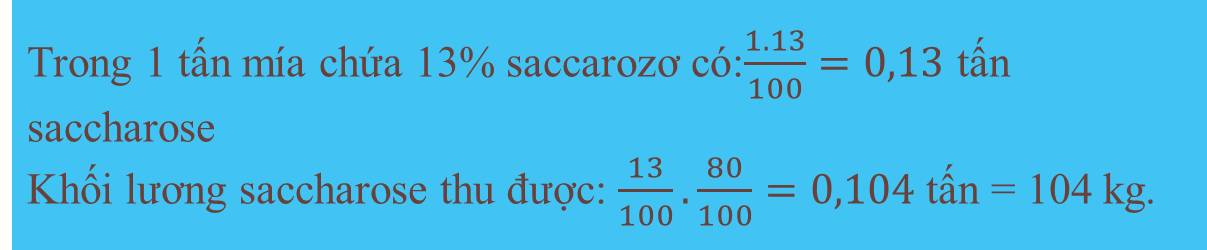 Trong 1 tấn mía chứa 13% saccarozơ có: 1.13/100 = 0,13 tấn
saccharose
Khối lượng saccharose thu được: 13/100 . 80/100 = 0,104 tấn = 104 kg.